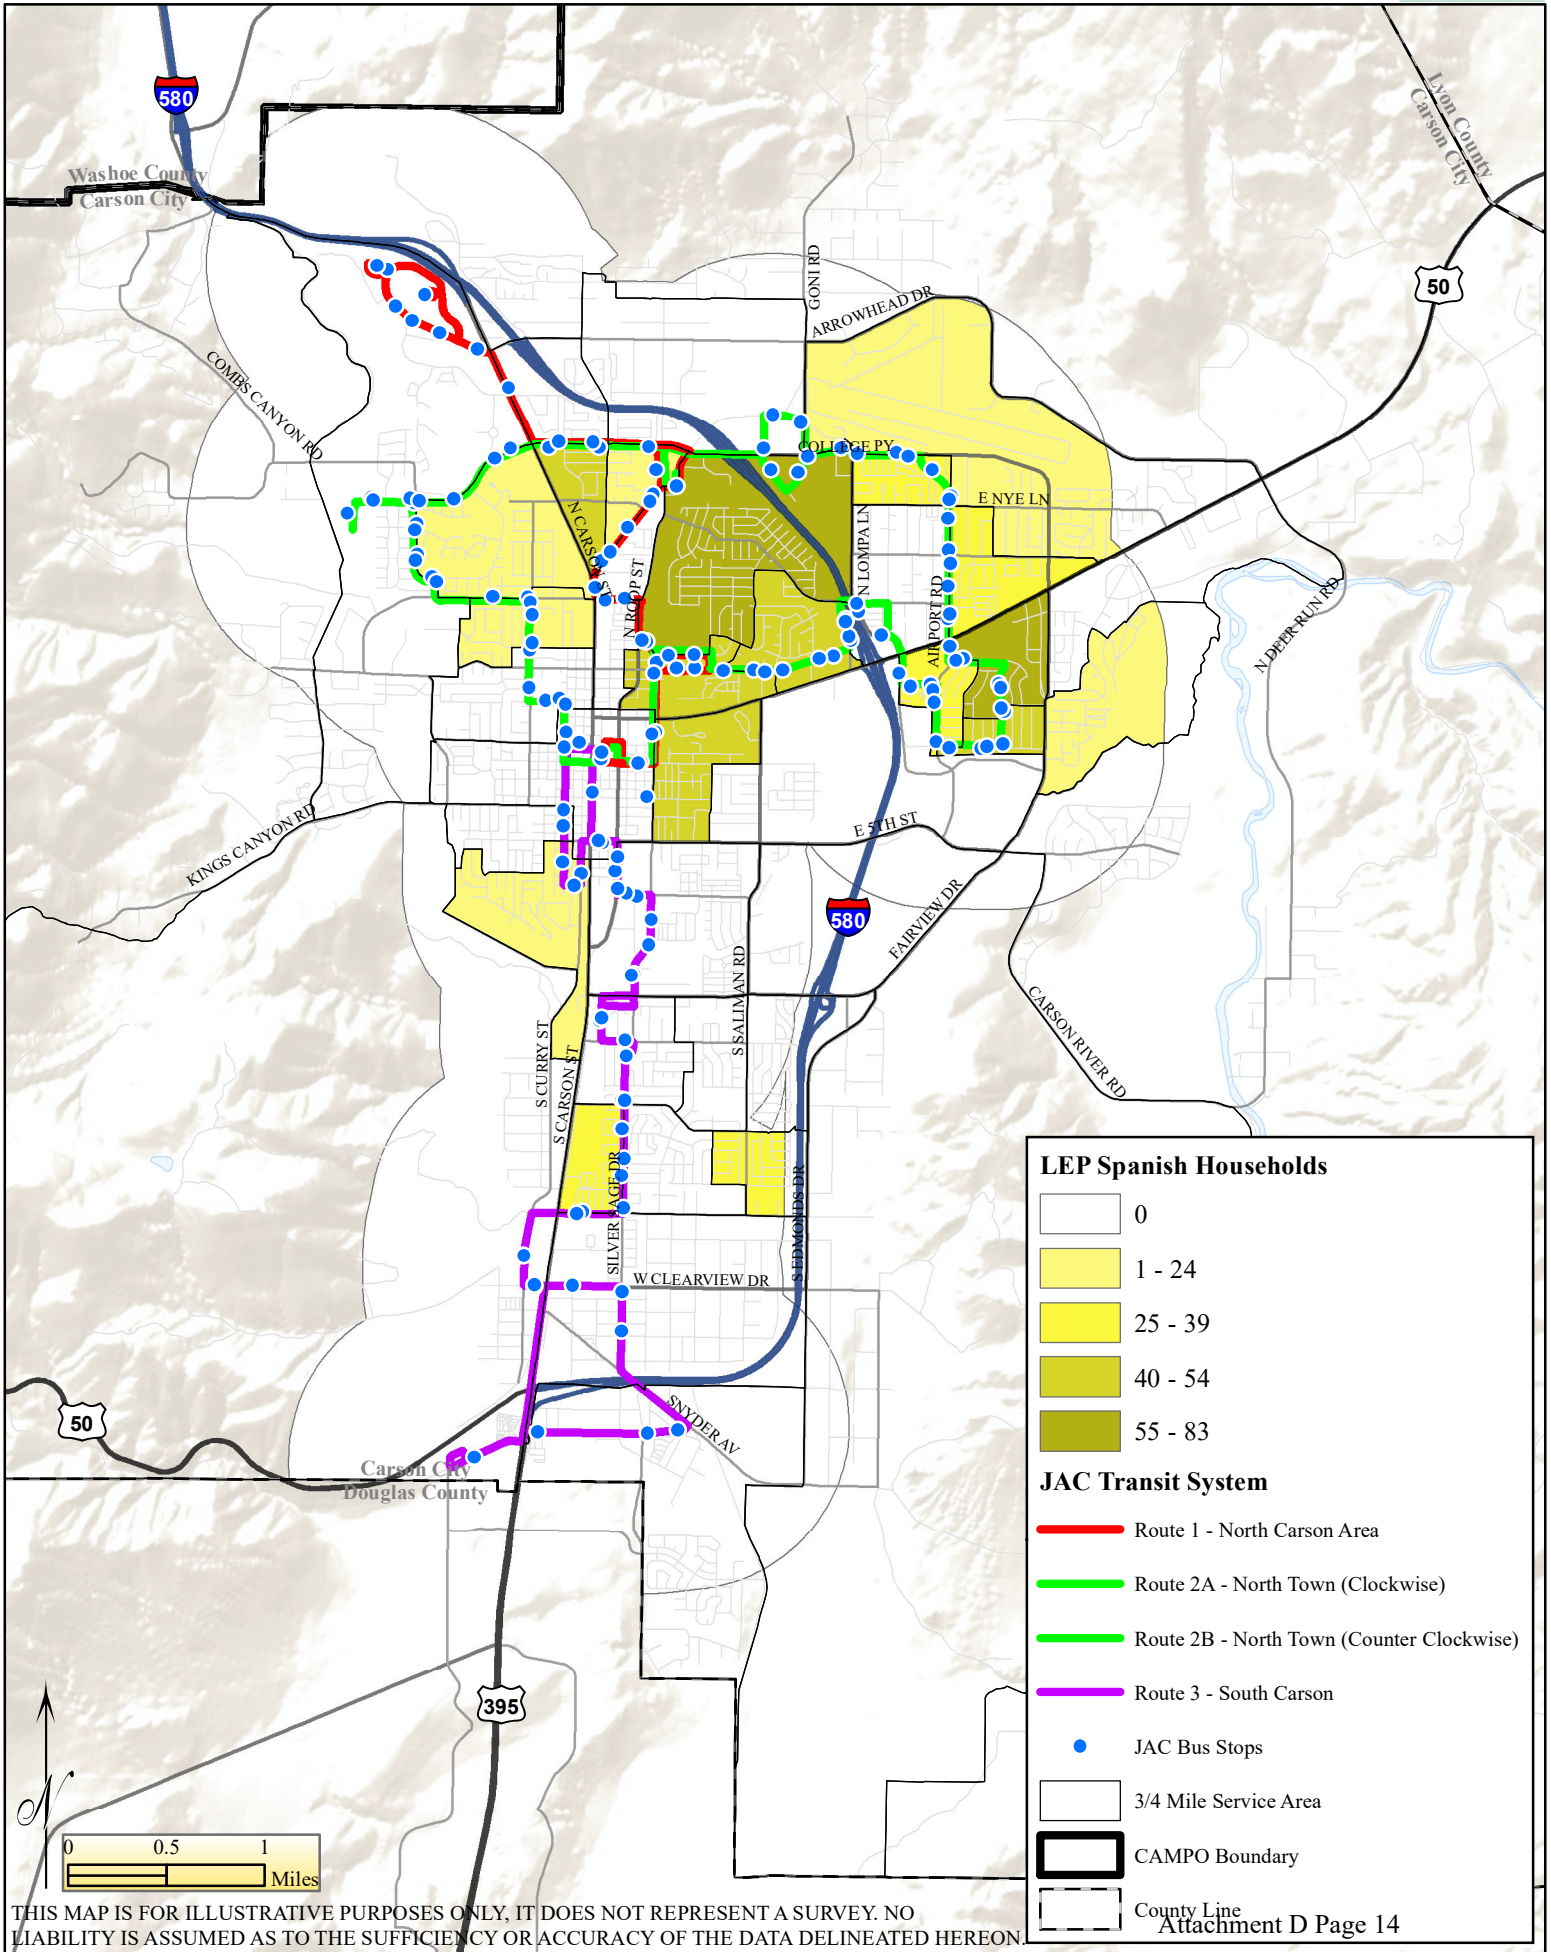 580
Washoe County
Carson City
Lyon County
Carson City
50
GONI RD
ARROWHEAD DR
COMBS CANYON RD
COLLEGE PY
E NYE LN
N CARSON ST
N ROOP ST
N LOMPA LN
AIRPORT RD
N DEER RUN RD
KINGS CANYON RD
E 5TH ST
580
FAIRVIEW DR
S SALIMAN RD
CARSON RIVER RD
S CURRY ST
S CARSON ST
SILVER SAGE DR
S EDMONDS DR
W CLEARVIEW DR
SNYDER AV
50
Carson City
Douglas County
395
LEP Spanish Households
0
1 - 24
25 - 39
40 - 54
55 - 83
JAC Transit System
Route 1 - North Carson Area
Route 2A - North Town (Clockwise)
Route 2B - North Town (Counter Clockwise)
Route 3 - South Carson
JAC Bus Stops
3/4 Mile Service Area
CAMPO Boundary
County Line
Attachment D Page 14
N
0 0.5 1
Miles
THIS MAP IS FOR ILLUSTRATIVE PURPOSES ONLY, IT DOES NOT REPRESENT A SURVEY. NO
LIABILITY IS ASSUMED AS TO THE SUFFICIENCY OR ACCURACY OF THE DATA DELINEATED HEREON.